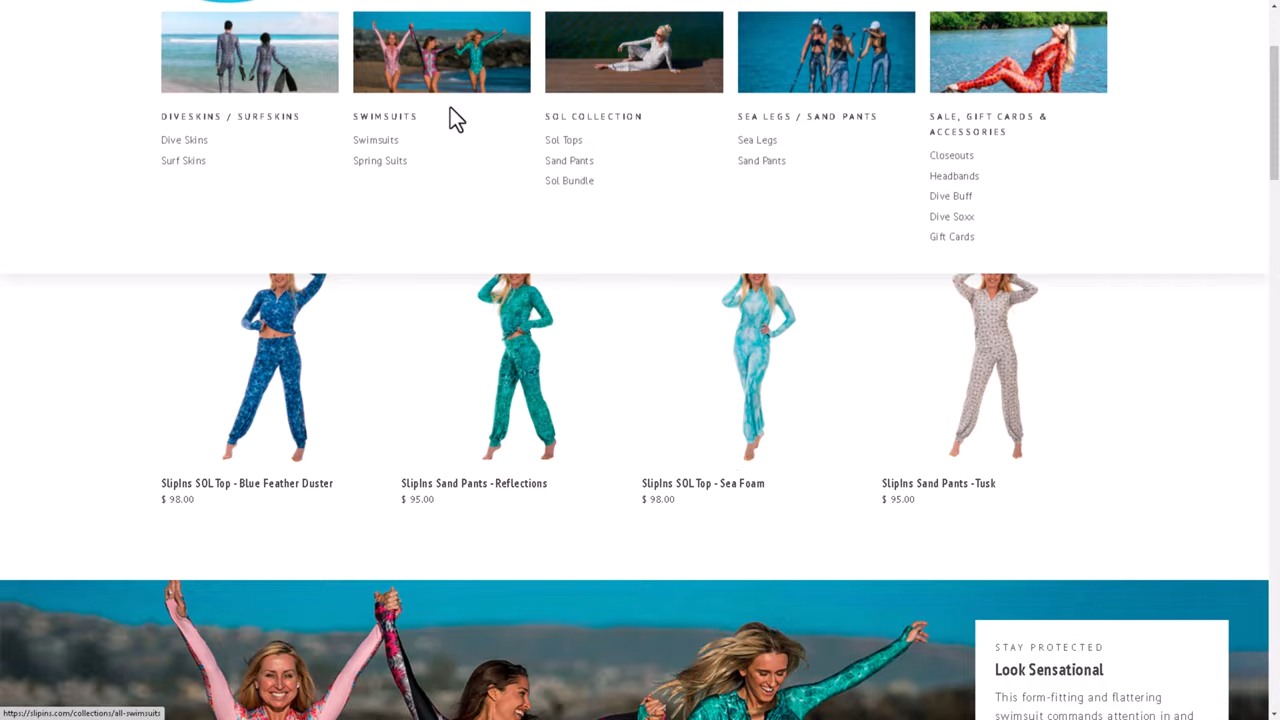 DIVESKINS / SURFSKINS
Dive Skins
Surf Skins
SWIMSUITS
Swimsuits
Spring Suits
SOL COLLECTION
Sol Tops
Sand Pants
Sol Bundle
SEA LEGS / SAND PANTS
Sea Legs
Sand Pants
SALE, GIFT CARDS &
ACCESSORIES
Closeouts
Headbands
Dive Buff
Dive Soxx
Gift Cards
SlipIns SOL Top - Blue Feather Duster
$ 98.00
SlipIns Sand Pants - Reflections
$ 95.00
SlipIns SOL Top - Sea Foam
$ 98.00
SlipIns Sand Pants - Tusk
$ 95.00
STAY PROTECTED
Look Sensational
This form-fitting and flattering
swimsuit commands attention in and
https://slipins.com/collections/all-swimsuits